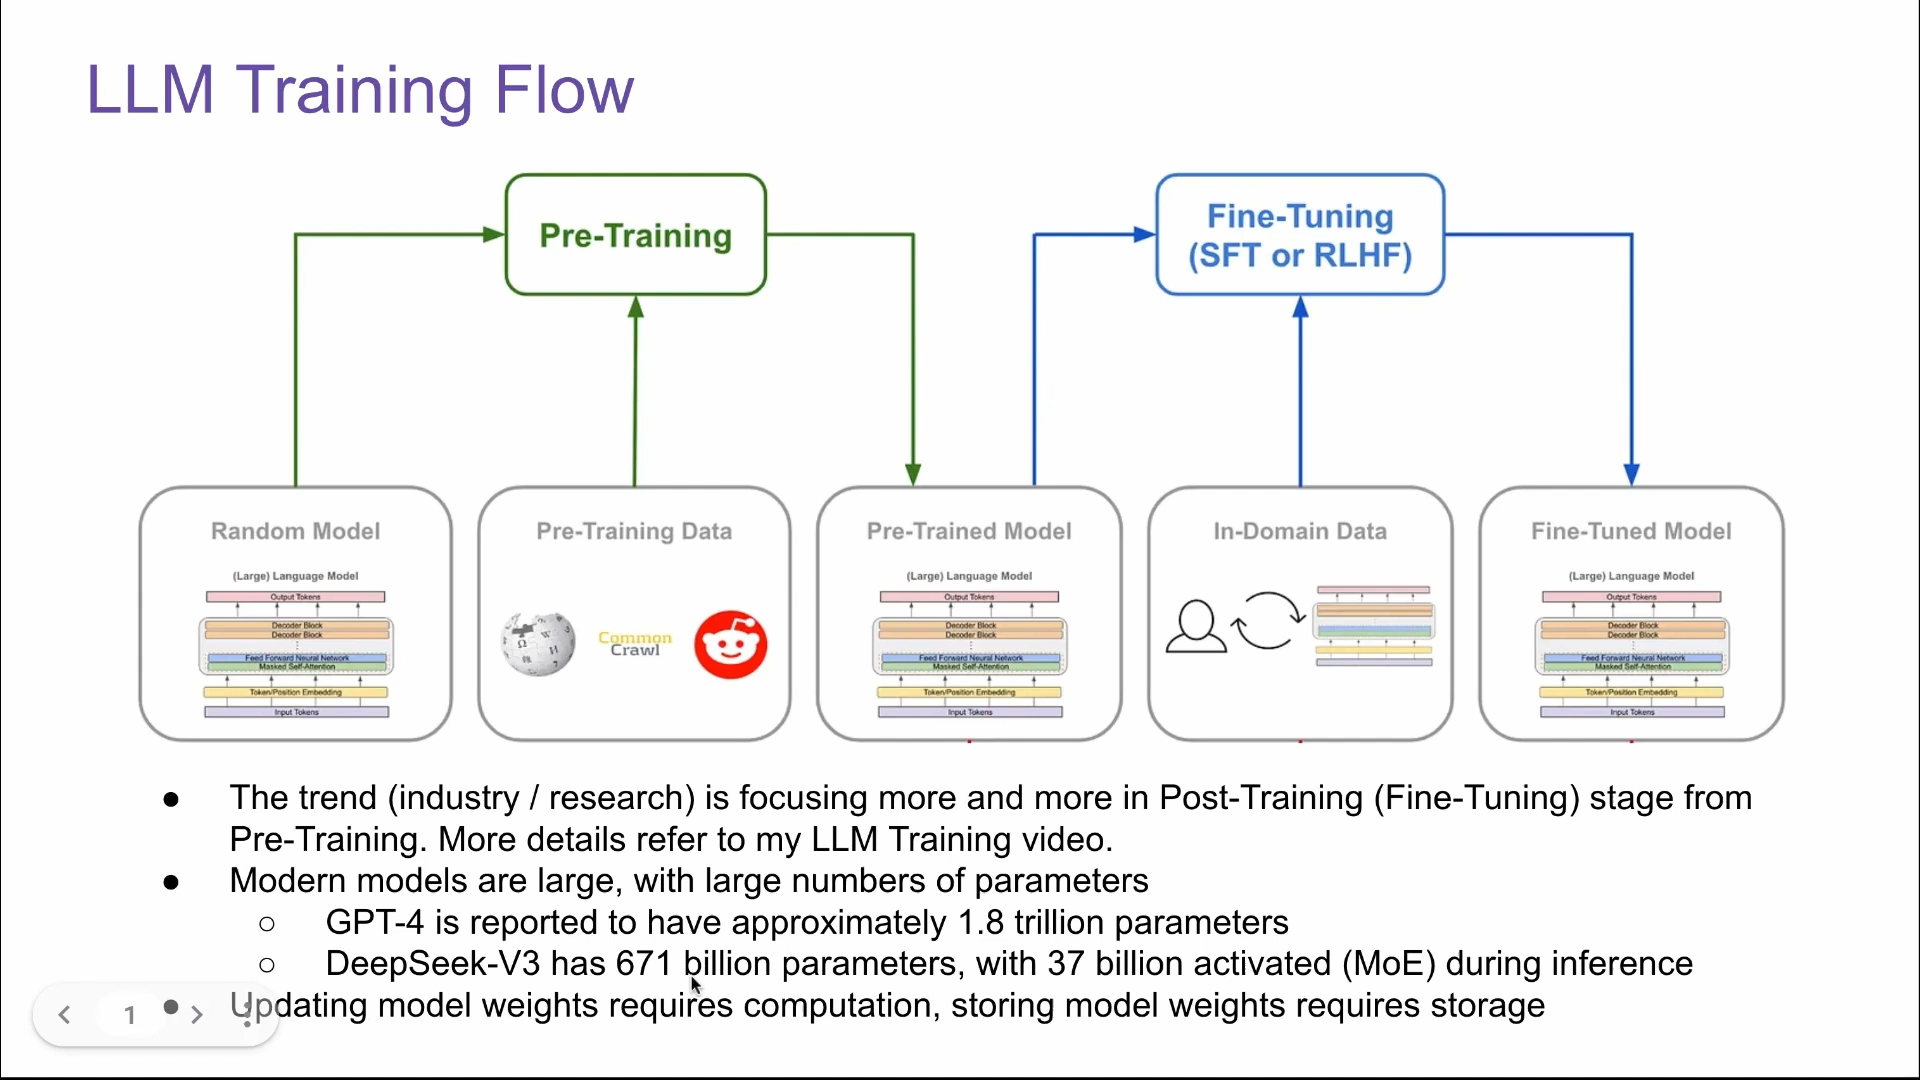 LLM Training Flow
Pre-Training
Fine-Tuning
(SFT or RLHF)
Random Model
(Large) Language Model
Output Tokens
Decoder Block
Decoder Block
Feed Forward Neural Network
Masked Self-Attention
Token/Position Embedding
Input Tokens
Pre-Training Data
Common
Crawl
Pre-Trained Model
(Large) Language Model
Output Tokens
Decoder Block
Decoder Block
Feed Forward Neural Network
Masked Self-Attention
Token/Position Embedding
Input Tokens
In-Domain Data
Fine-Tuned Model
(Large) Language Model
Output Tokens
Decoder Block
Decoder Block
Feed Forward Neural Network
Masked Self-Attention
Token/Position Embedding
Input Tokens
● The trend (industry / research) is focusing more and more in Post-Training (Fine-Tuning) stage from
Pre-Training. More details refer to my LLM Training video.
● Modern models are large, with large numbers of parameters
○ GPT-4 is reported to have approximately 1.8 trillion parameters
○ DeepSeek-V3 has 671 billion parameters, with 37 billion activated (MoE) during inference
● Updating model weights requires computation, storing model weights requires storage
1